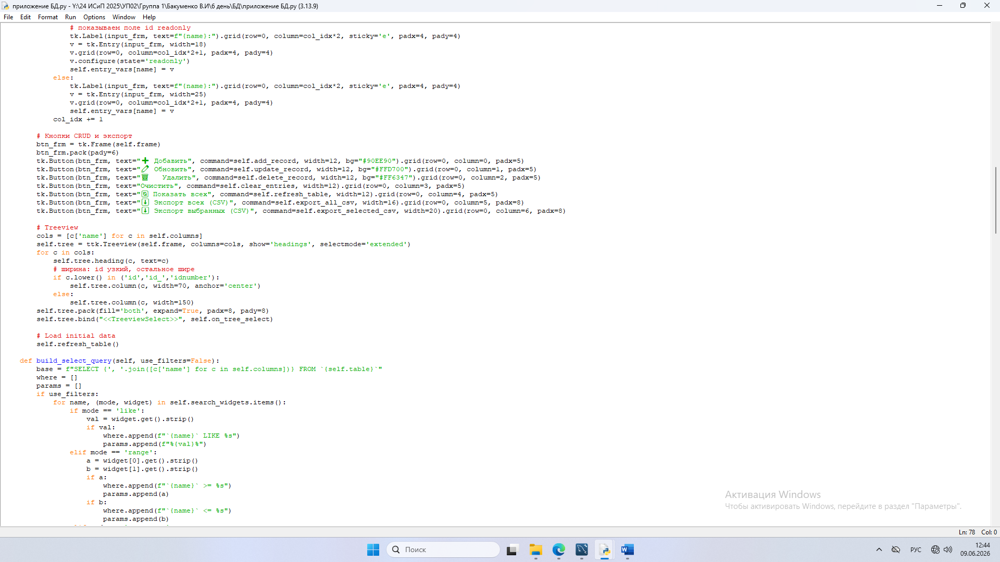 приложение БД.py - Y:\24 ИСиП 2025\УП02\Группа 1\Бакуменко В.И\6 день\БД\приложение БД.py (3.13.9)
File Edit Format Run Options Window Help
# показываем поле id readonly
tk.Label(input_frm, text=f"{name}:").grid(row=0, column=col_idx*2, sticky='e', padx=4, pady=4)
v = tk.Entry(input_frm, width=18)
v.grid(row=0, column=col_idx*2+1, padx=4, pady=4)
v.configure(state='readonly')
self.entry_vars[name] = v
else:
tk.Label(input_frm, text=f"{name}:").grid(row=0, column=col_idx*2, sticky='e', padx=4, pady=4)
v = tk.Entry(input_frm, width=25)
v.grid(row=0, column=col_idx*2+1, padx=4, pady=4)
self.entry_vars[name] = v
col_idx += 1
# Кнопки CRUD и экспорт
btn_frm = tk.Frame(self.frame)
btn_frm.pack(pady=6)
tk.Button(btn_frm, text="➕ Добавить", command=self.add_record, width=12, bg="#90EE90").grid(row=0, column=0, padx=5)
tk.Button(btn_frm, text="🖉 Обновить", command=self.update_record, width=12, bg="#FFD700").grid(row=0, column=1, padx=5)
tk.Button(btn_frm, text="🗑 Удалить", command=self.delete_record, width=12, bg="#FF6347").grid(row=0, column=2, padx=5)
tk.Button(btn_frm, text="Очистить", command=self.clear_entries, width=12).grid(row=0, column=3, padx=5)
tk.Button(btn_frm, text="🔄 Показать всех", command=self.refresh_table, width=12).grid(row=0, column=4, padx=5)
tk.Button(btn_frm, text="⬇ Экспорт всех (CSV)", command=self.export_all_csv, width=16).grid(row=0, column=5, padx=8)
tk.Button(btn_frm, text="⬇ Экспорт выбранных (CSV)", command=self.export_selected_csv, width=20).grid(row=0, column=6, padx=8)
# Treeview
cols = [c['name'] for c in self.columns]
self.tree = ttk.Treeview(self.frame, columns=cols, show='headings', selectmode='extended')
for c in cols:
self.tree.heading(c, text=c)
# ширина: id узкий, остальное шире
if c.lower() in ('id','id_','idnumber'):
self.tree.column(c, width=70, anchor='center')
else:
self.tree.column(c, width=150)
self.tree.pack(fill='both', expand=True, padx=8, pady=8)
self.tree.bind("<<TreeviewSelect>>", self.on_tree_select)
# Load initial data
self.refresh_table()
def build_select_query(self, use_filters=False):
base = f"SELECT {', '.join([c['name'] for c in self.columns])} FROM `{self.table}`"
where = []
params = []
if use_filters:
for name, (mode, widget) in self.search_widgets.items():
if mode == 'like':
val = widget.get().strip()
if val:
where.append(f"`{name}` LIKE %s")
params.append(f"%{val}%")
elif mode == 'range':
a = widget[0].get().strip()
b = widget[1].get().strip()
if a:
where.append(f"`{name}` >= %s")
params.append(a)
if b:
where.append(f"`{name}` <= %s")
params.append(b)
Активация Windows
Чтобы активировать Windows, перейдите в раздел "Параметры".
Ln: 78 Col: 0
Поиск
РУС
12:44
09.06.2026